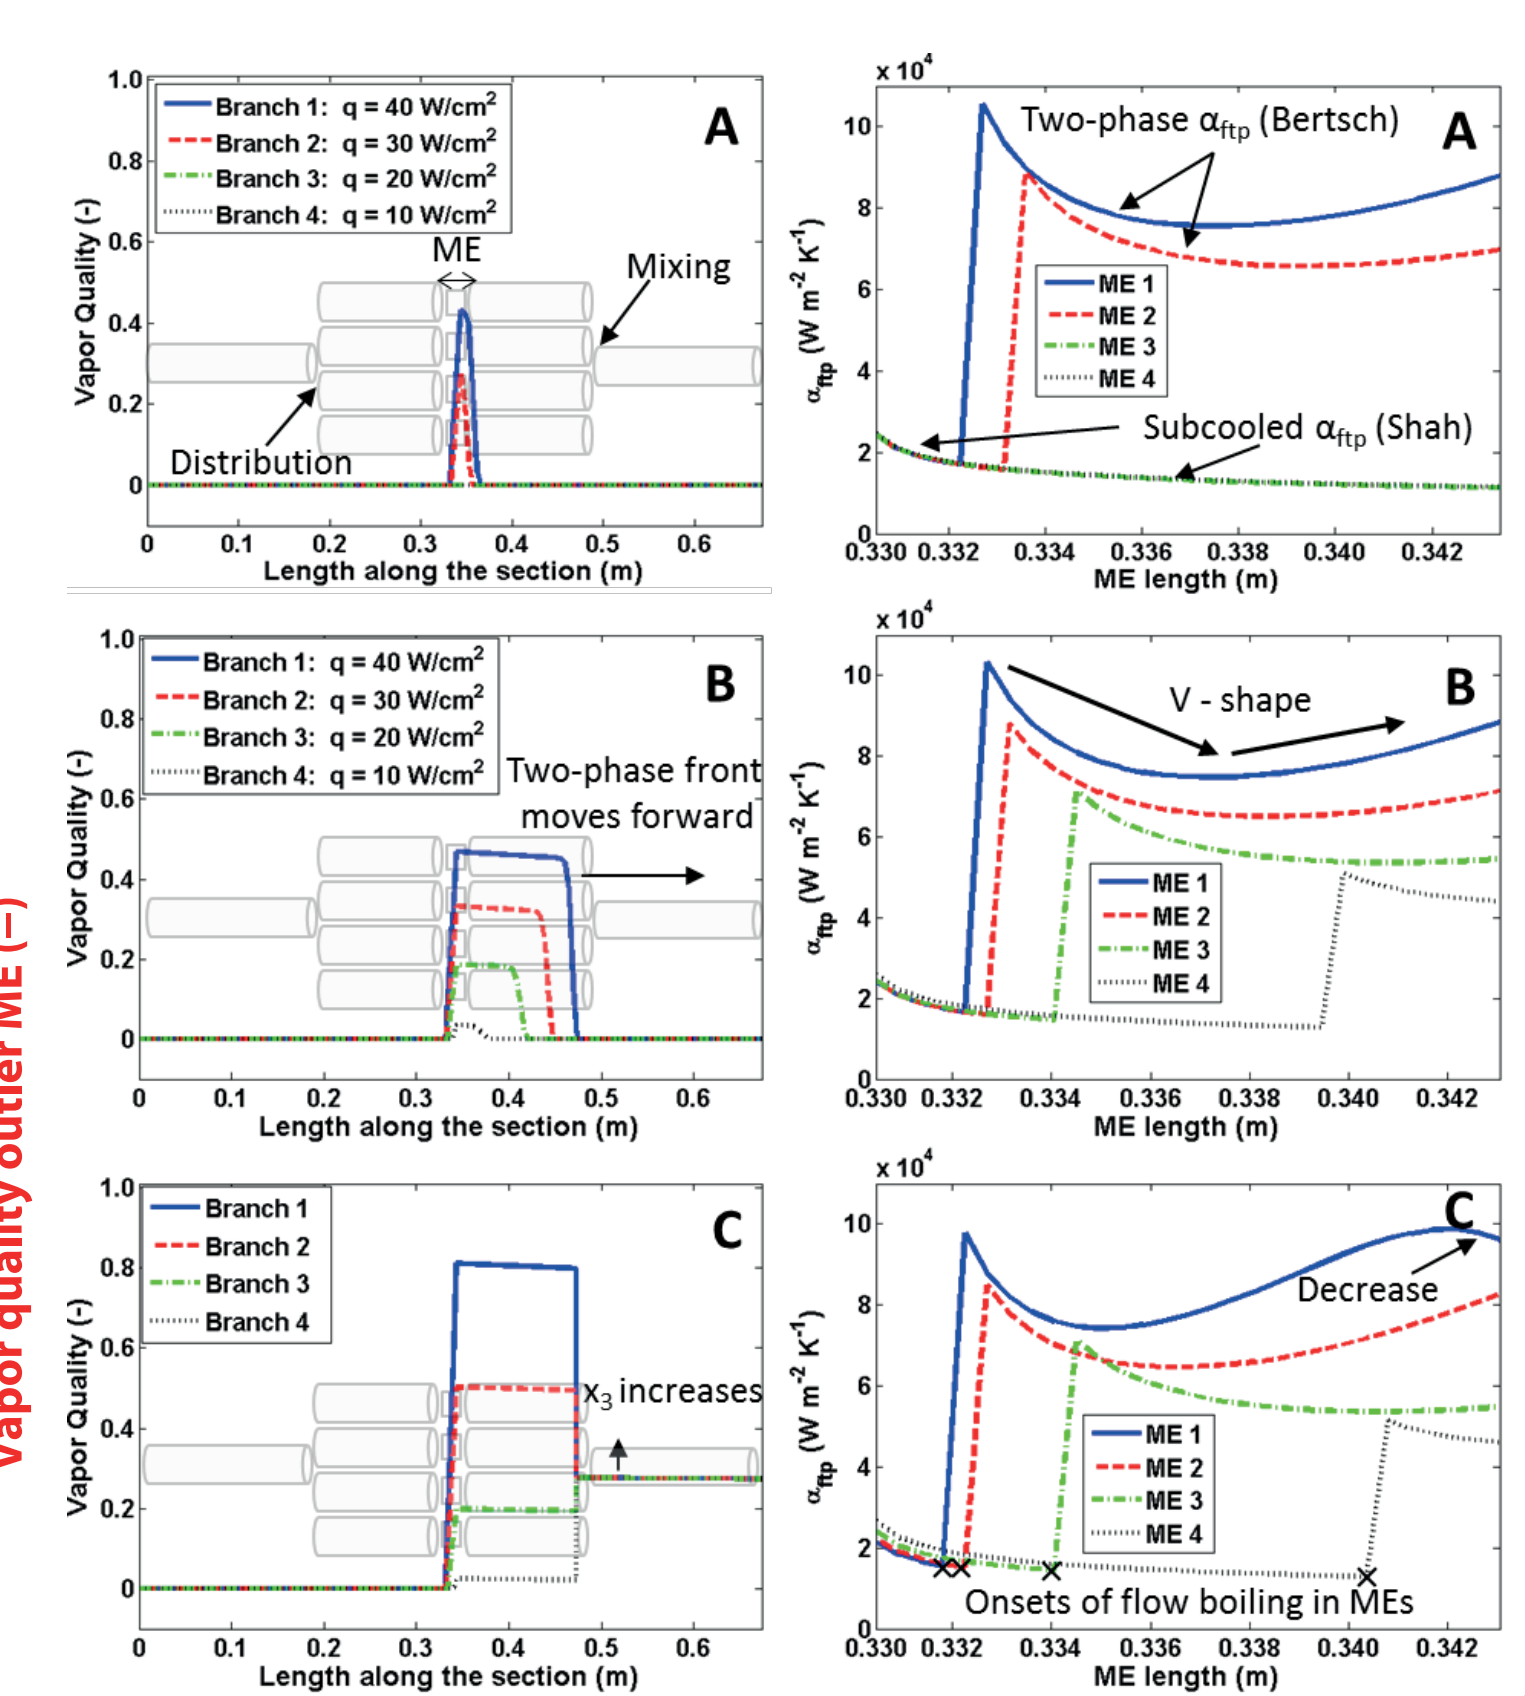 Vapor quality outlier ME (—)
1.0
0.8
0.6
0.4
0.2
0
Vapor Quality (-)
Branch 1: q = 40 W/cm²
Branch 2: q = 30 W/cm²
Branch 3: q = 20 W/cm²
Branch 4: q = 10 W/cm²
A
ME
Mixing
Distribution
0 0.1 0.2 0.3 0.4 0.5 0.6
Length along the section (m)
x 10⁴
10
8
6
4
2
0
αftp (W m⁻² K⁻¹)
Two-phase αftp (Bertsch)
A
ME 1
ME 2
ME 3
ME 4
Subcooled αftp (Shah)
0.330 0.332 0.334 0.336 0.338 0.340 0.342
ME length (m)
1.0
0.8
0.6
0.4
0.2
0
Vapor Quality (-)
Branch 1: q = 40 W/cm²
Branch 2: q = 30 W/cm²
Branch 3: q = 20 W/cm²
Branch 4: q = 10 W/cm²
B
Two-phase front
moves forward
0 0.1 0.2 0.3 0.4 0.5 0.6
Length along the section (m)
x 10⁴
10
8
6
4
2
0
αftp (W m⁻² K⁻¹)
V - shape
B
ME 1
ME 2
ME 3
ME 4
0.330 0.332 0.334 0.336 0.338 0.340 0.342
ME length (m)
1.0
0.8
0.6
0.4
0.2
0
Vapor Quality (-)
Branch 1
Branch 2
Branch 3
Branch 4
C
x₃ increases
0 0.1 0.2 0.3 0.4 0.5 0.6
Length along the section (m)
x 10⁴
10
8
6
4
2
0
αftp (W m⁻² K⁻¹)
C
Decrease
ME 1
ME 2
ME 3
ME 4
Onsets of flow boiling in MEs
0.330 0.332 0.334 0.336 0.338 0.340 0.342
ME length (m)